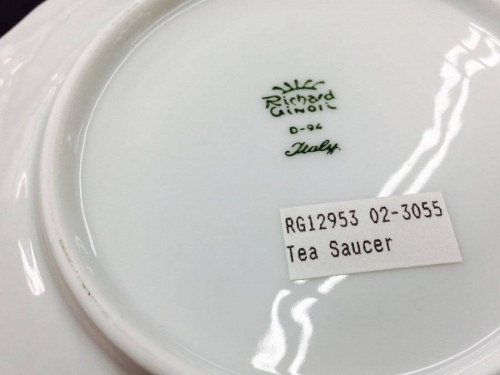 Richard
GINORI
D-94
Italy
RG12953 02-3055
Tea Saucer